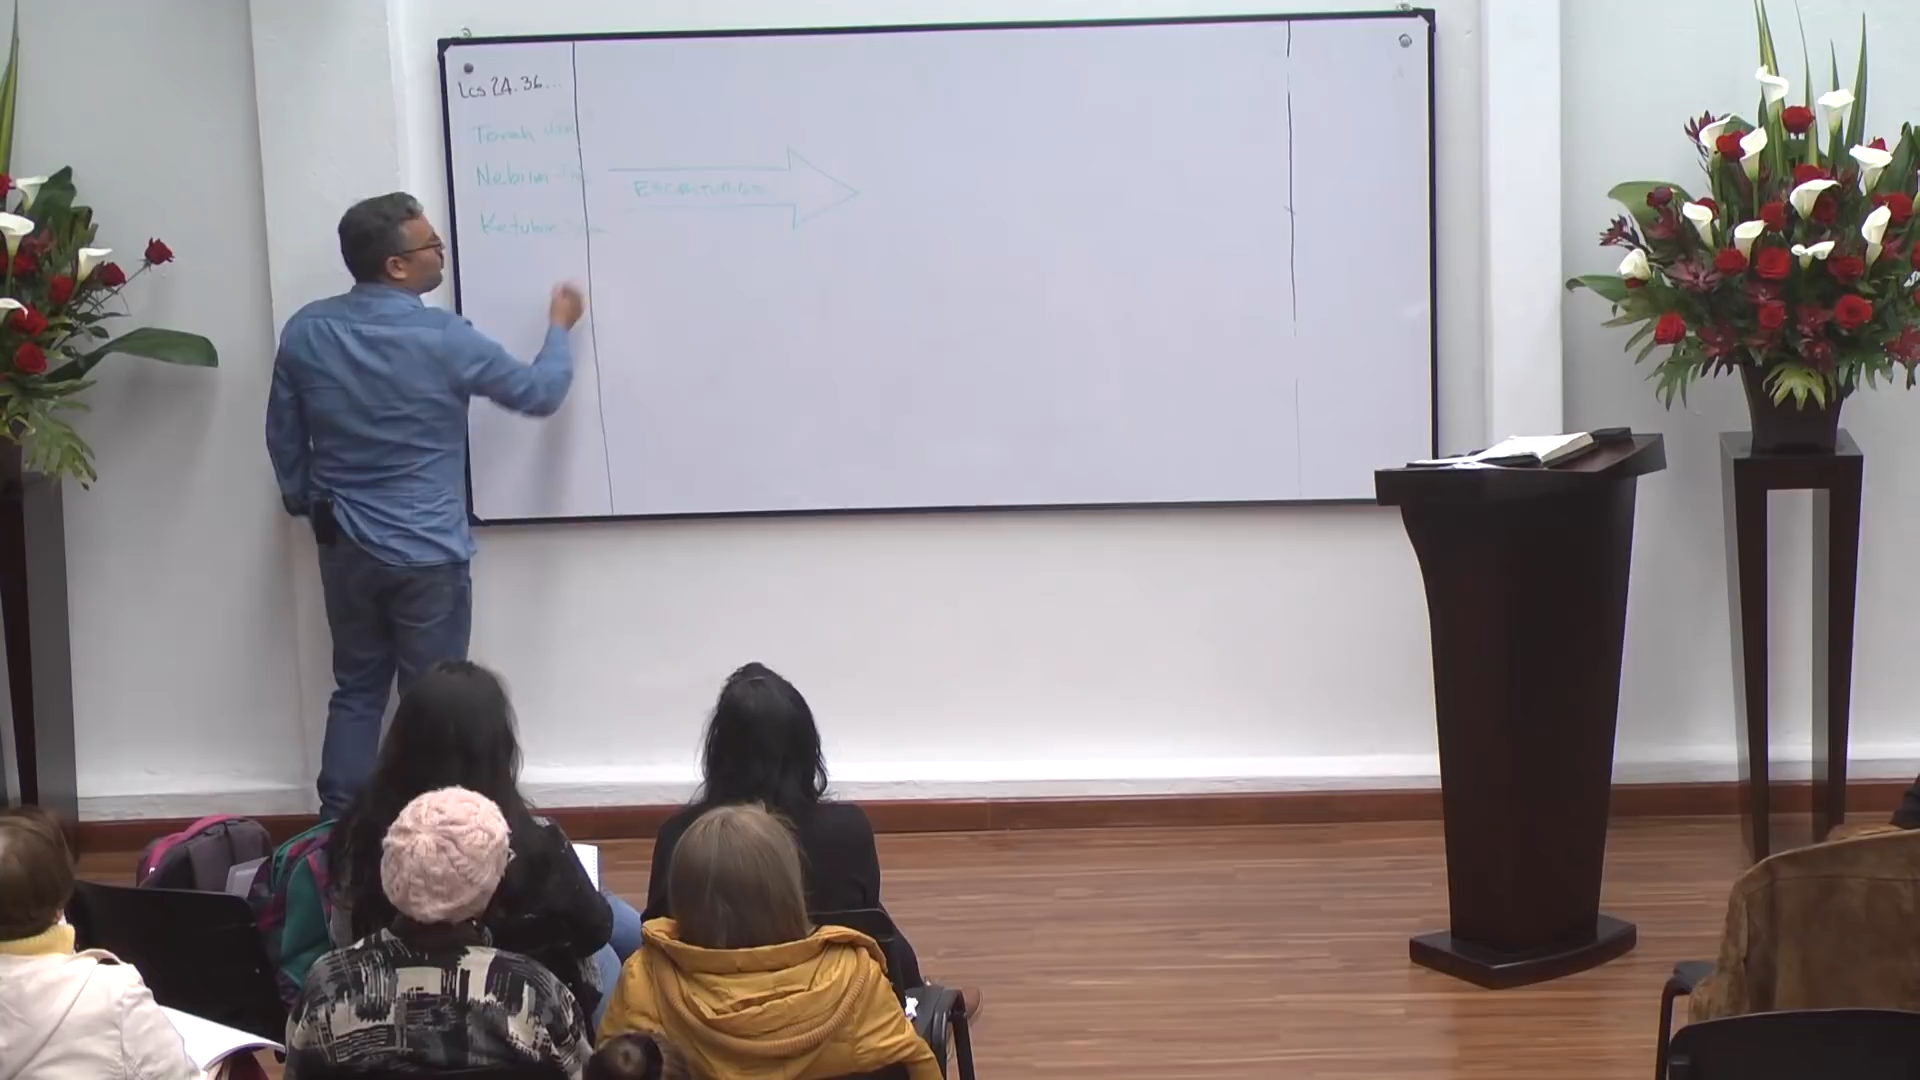 Lcs 24.36...
Torah
Nebiim
Ketubim
ESCRITURAS